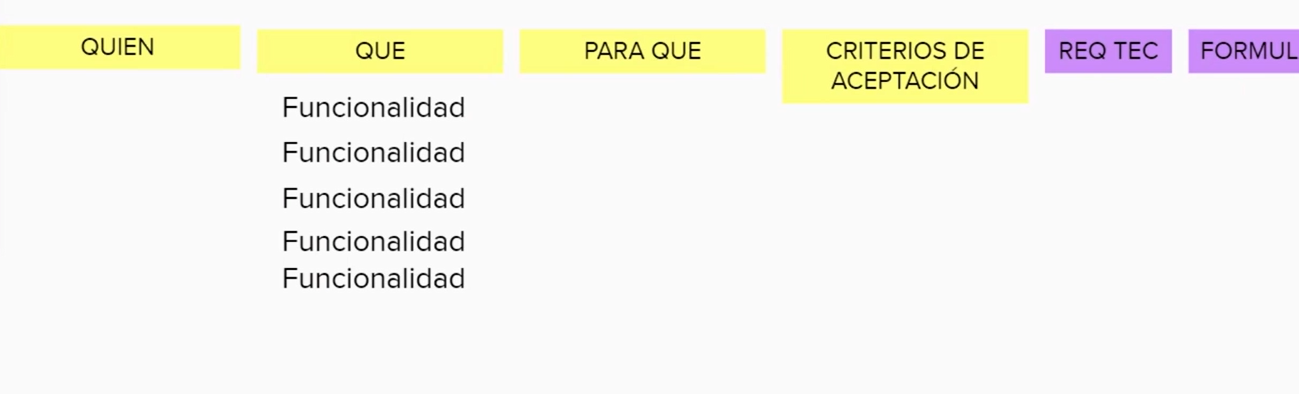 QUIEN
QUE
PARA QUE
CRITERIOS DE
ACEPTACIÓN
REQ TEC
FORMUL
Funcionalidad
Funcionalidad
Funcionalidad
Funcionalidad
Funcionalidad